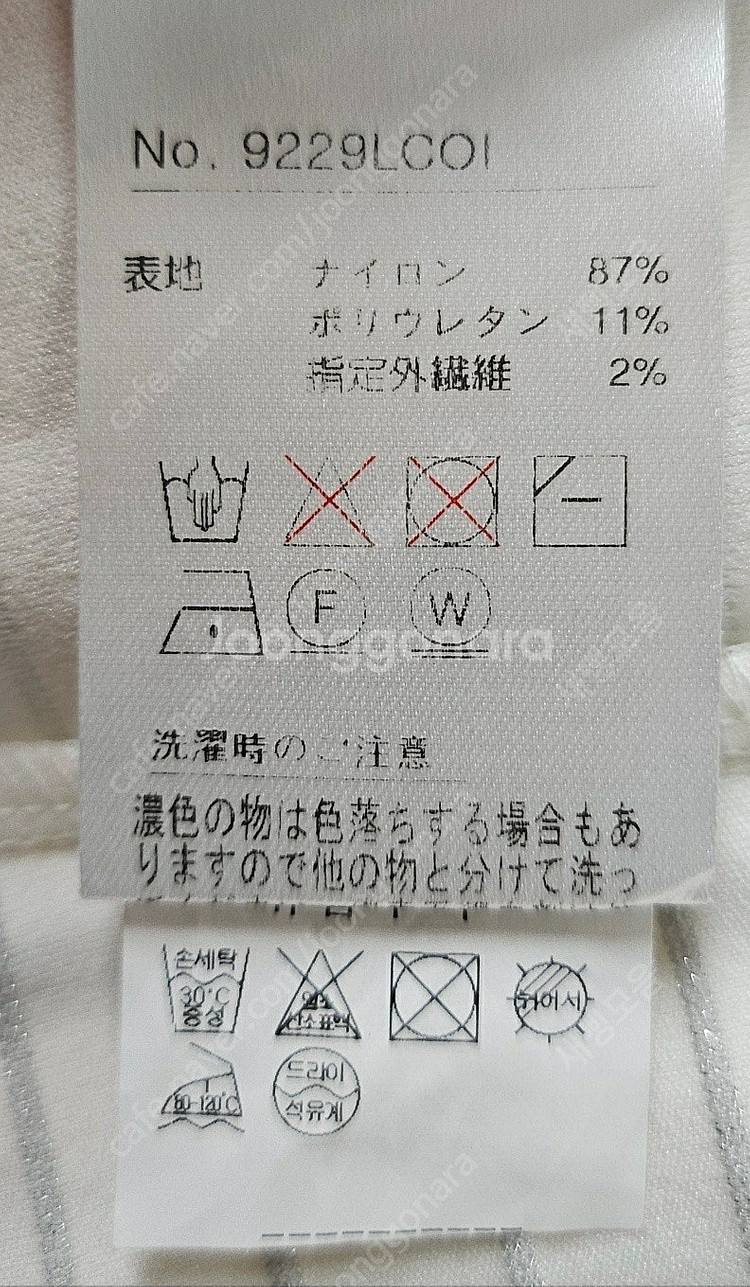 No. 9229LCO1
表地 ナイロン 87%
ポリウレタン 11%
指定外繊維 2%
F W
Joonggonara
洗濯時のご注意
濃色の物は色落ちする場合もあ
りますので他の物と分けて洗っ
손세탁
30℃
중성
염소
산소표백
뉘어서
80-120℃
드라이
석유계